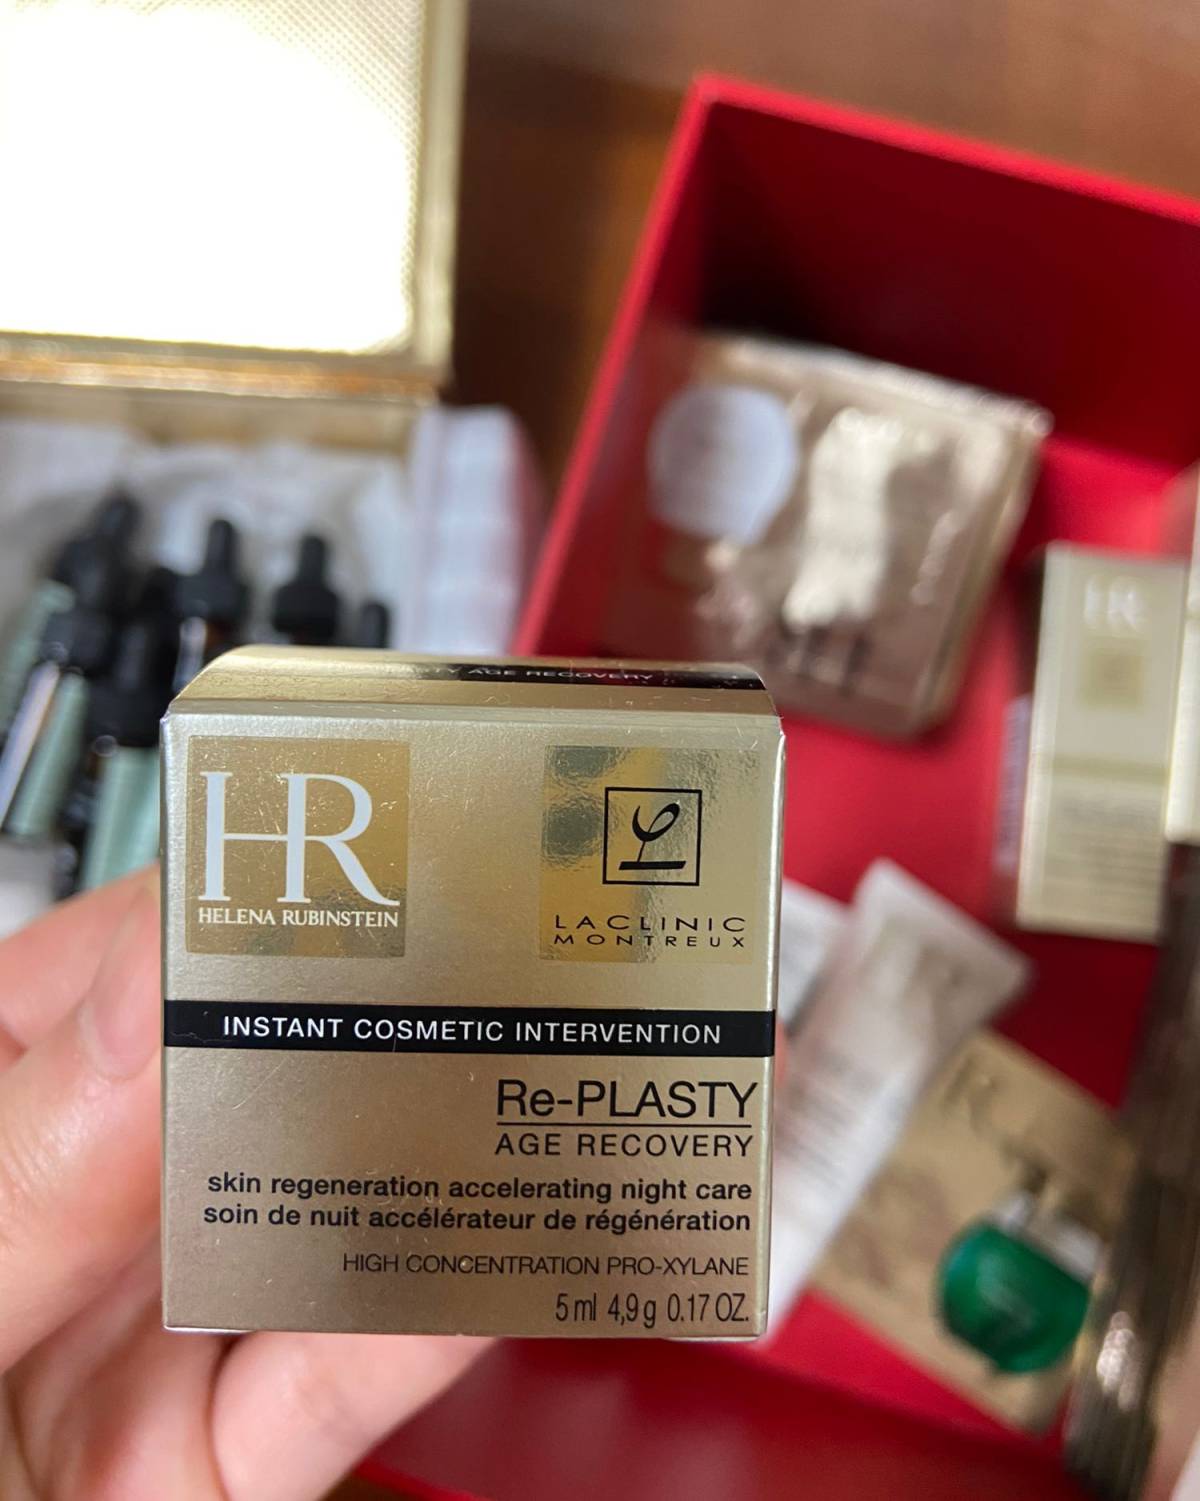 TY AGE RECOVERY
HR
HELENA RUBINSTEIN
LACLINIC
MONTREUX
INSTANT COSMETIC INTERVENTION
Re-PLASTY
AGE RECOVERY
skin regeneration accelerating night care
soin de nuit accélérateur de régénération
HIGH CONCENTRATION PRO-XYLANE
5 ml 4,9 g 0.17 OZ.
HR